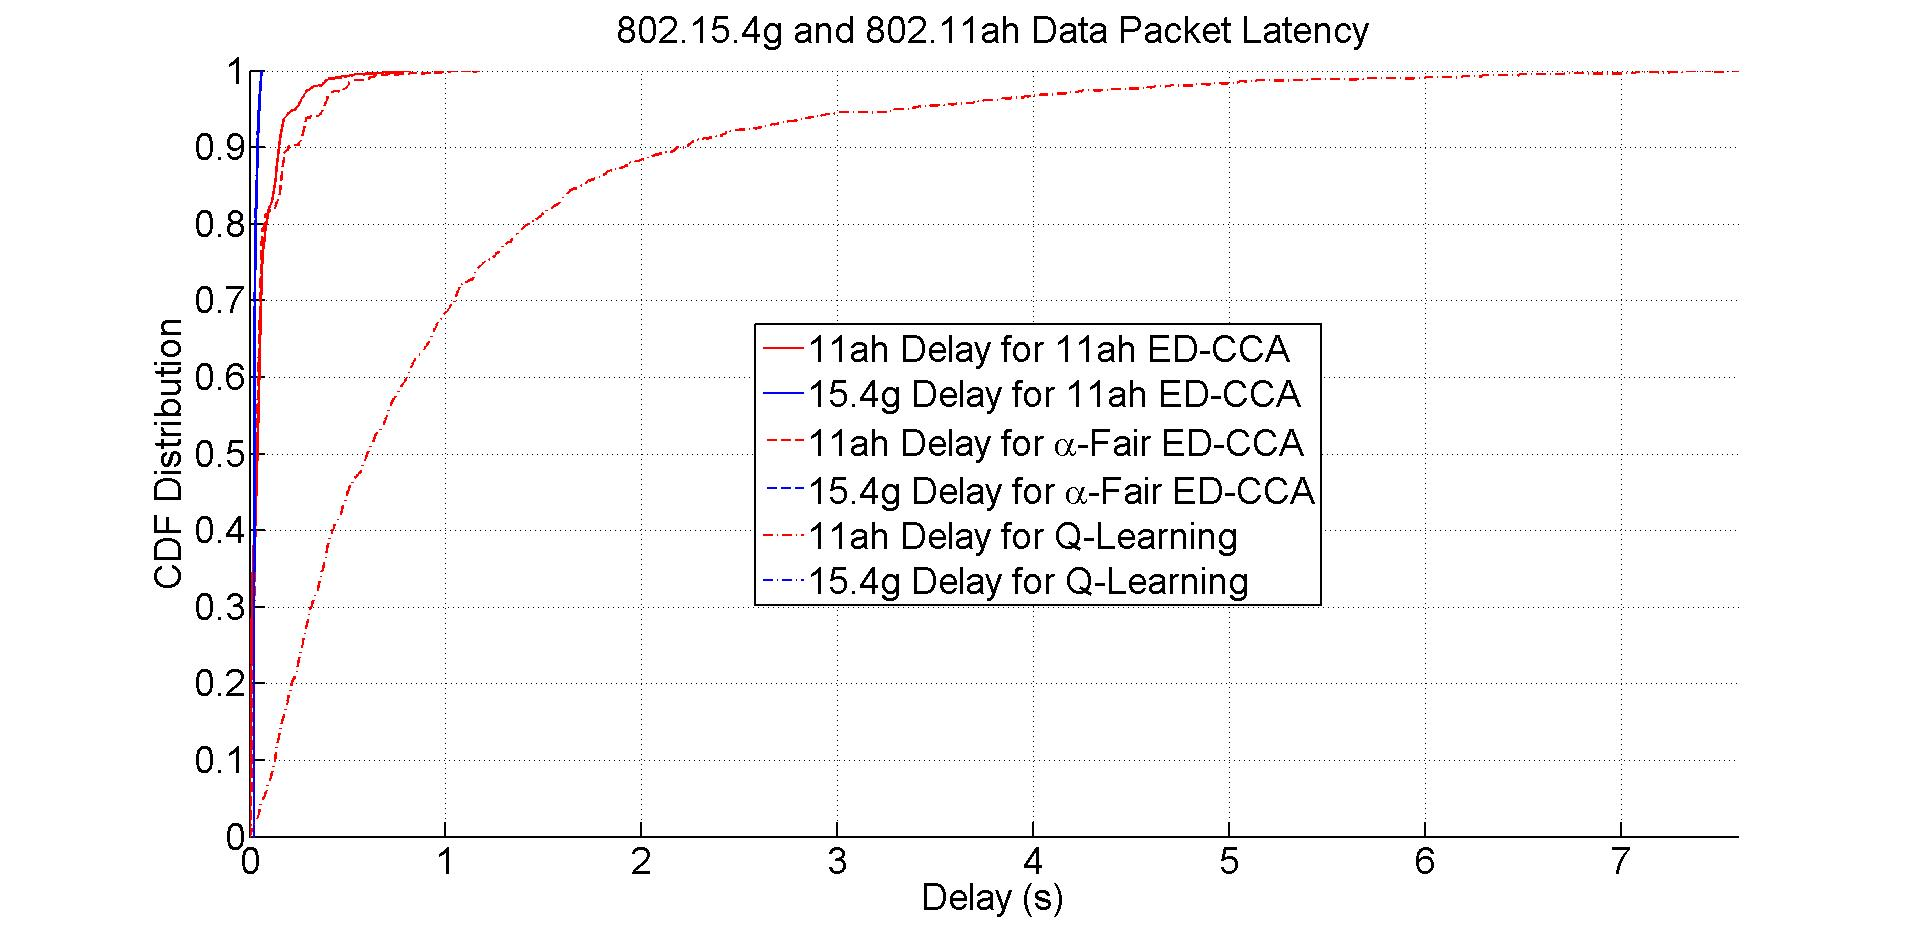 802.15.4g and 802.11ah Data Packet Latency
1
0.9
0.8
0.7
0.6
0.5
0.4
0.3
0.2
0.1
0
CDF Distribution
11ah Delay for 11ah ED-CCA
15.4g Delay for 11ah ED-CCA
11ah Delay for α-Fair ED-CCA
15.4g Delay for α-Fair ED-CCA
11ah Delay for Q-Learning
15.4g Delay for Q-Learning
0 1 2 3 4 5 6 7
Delay (s)